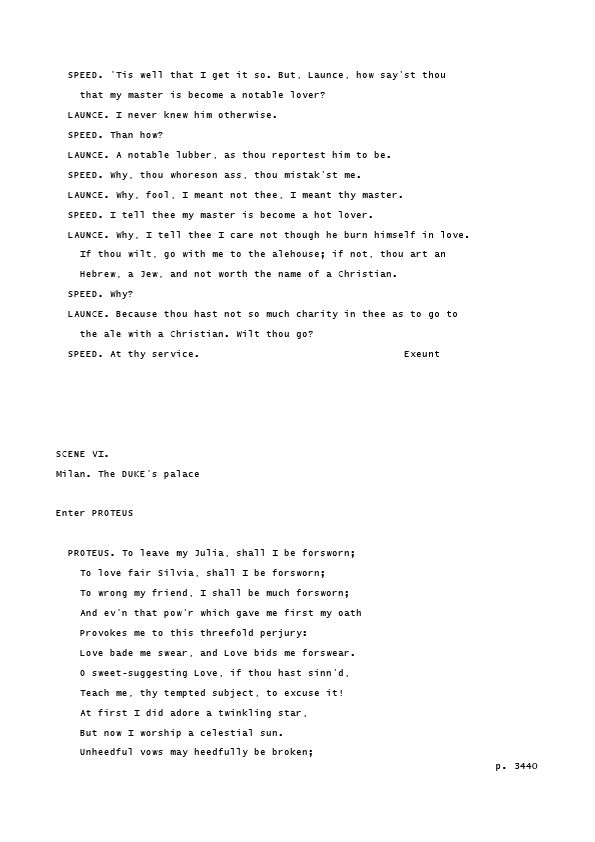 SPEED. 'Tis well that I get it so. But, Launce, how say'st thou
that my master is become a notable lover?
LAUNCE. I never knew him otherwise.
SPEED. Than how?
LAUNCE. A notable lubber, as thou reportest him to be.
SPEED. Why, thou whoreson ass, thou mistak'st me.
LAUNCE. Why, fool, I meant not thee, I meant thy master.
SPEED. I tell thee my master is become a hot lover.
LAUNCE. Why, I tell thee I care not though he burn himself in love.
If thou wilt, go with me to the alehouse; if not, thou art an
Hebrew, a Jew, and not worth the name of a Christian.
SPEED. Why?
LAUNCE. Because thou hast not so much charity in thee as to go to
the ale with a Christian. Wilt thou go?
SPEED. At thy service. Exeunt
SCENE VI.
Milan. The DUKE's palace
Enter PROTEUS
PROTEUS. To leave my Julia, shall I be forsworn;
To love fair Silvia, shall I be forsworn;
To wrong my friend, I shall be much forsworn;
And ev'n that pow'r which gave me first my oath
Provokes me to this threefold perjury:
Love bade me swear, and Love bids me forswear.
O sweet-suggesting Love, if thou hast sinn'd,
Teach me, thy tempted subject, to excuse it!
At first I did adore a twinkling star,
But now I worship a celestial sun.
Unheedful vows may heedfully be broken;
p. 3440